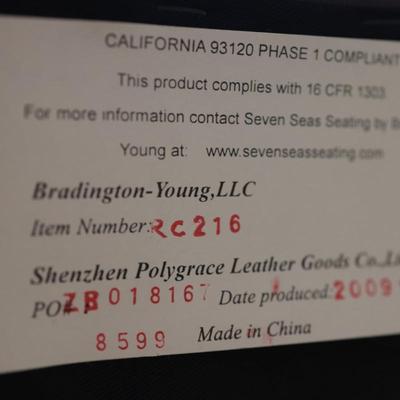 CALIFORNIA 93120 PHASE 1 COMPLIANT
This product complies with 16 CFR 1303
For more information contact Seven Seas Seating by
Young at: www.sevenseasseating.com
Bradington-Young,LLC
Item Number: RC216
Shenzhen Polygrace Leather Goods Co.,
PO# ZB018167 Date produced: 2009
8599 Made in China